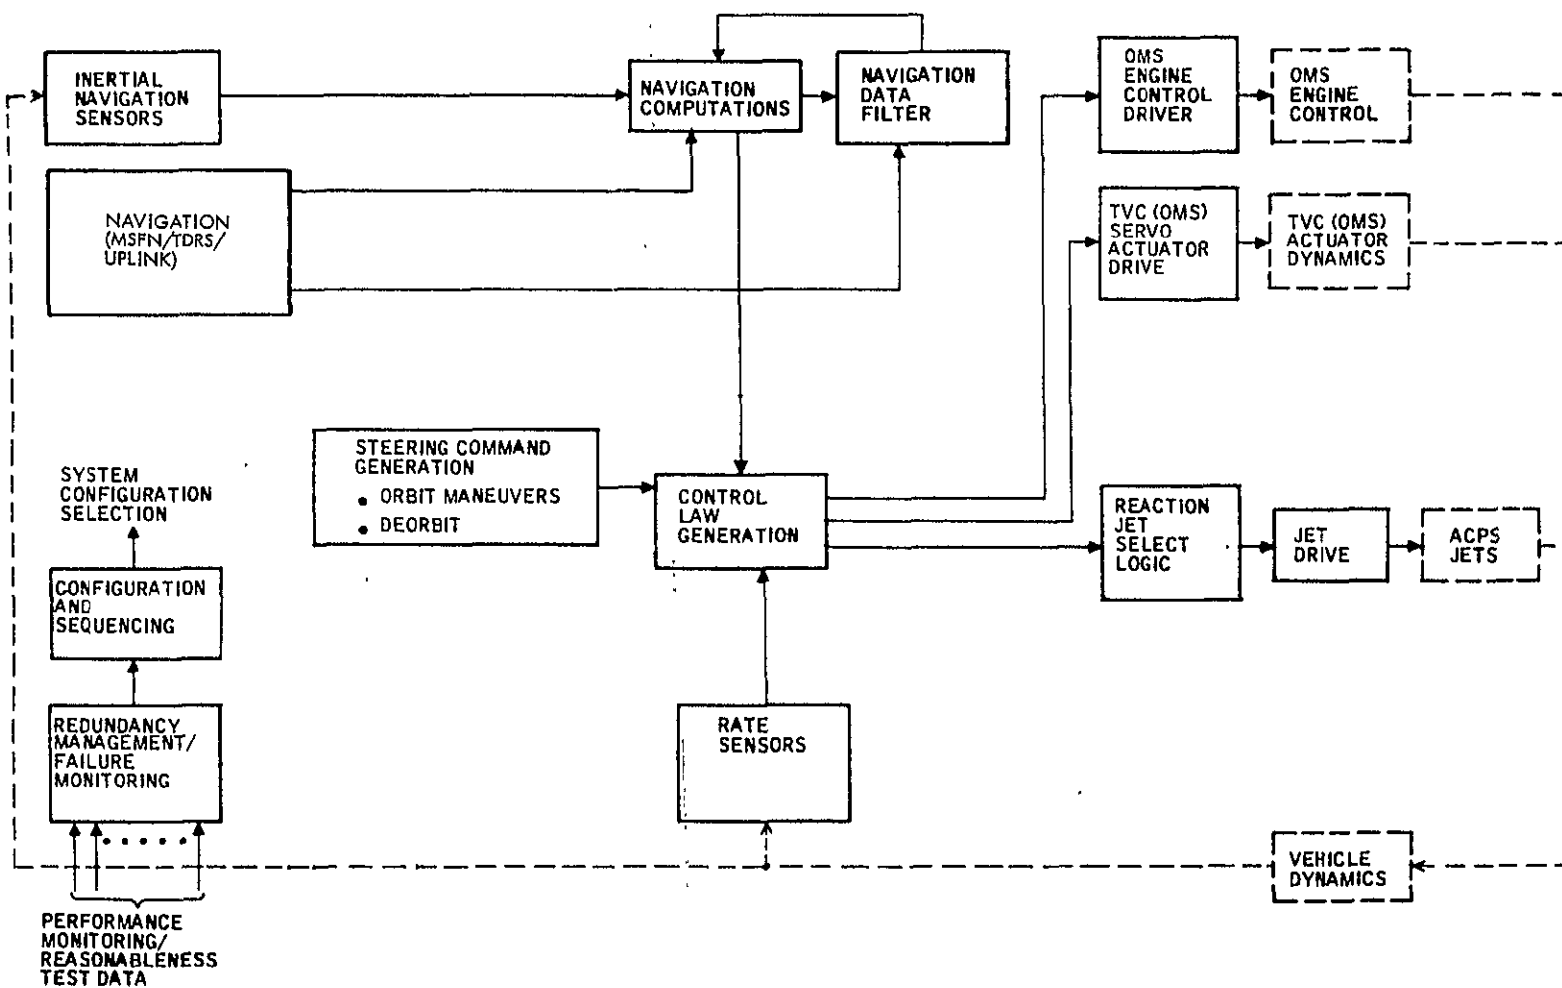 INERTIAL
NAVIGATION
SENSORS
NAVIGATION
COMPUTATIONS
NAVIGATION
DATA
FILTER
OMS
ENGINE
CONTROL
DRIVER
OMS
ENGINE
CONTROL
NAVIGATION
(MSFN/TDRS/
UPLINK)
TVC (OMS)
SERVO
ACTUATOR
DRIVE
TVC (OMS)
ACTUATOR
DYNAMICS
STEERING COMMAND
GENERATION
• ORBIT MANEUVERS
• DEORBIT
SYSTEM
CONFIGURATION
SELECTION
CONTROL
LAW
GENERATION
REACTION
JET
SELECT
LOGIC
JET
DRIVE
ACPS
JETS
CONFIGURATION
AND
SEQUENCING
REDUNDANCY
MANAGEMENT/
FAILURE
MONITORING
RATE
SENSORS
VEHICLE
DYNAMICS
PERFORMANCE
MONITORING/
REASONABLENESS
TEST DATA